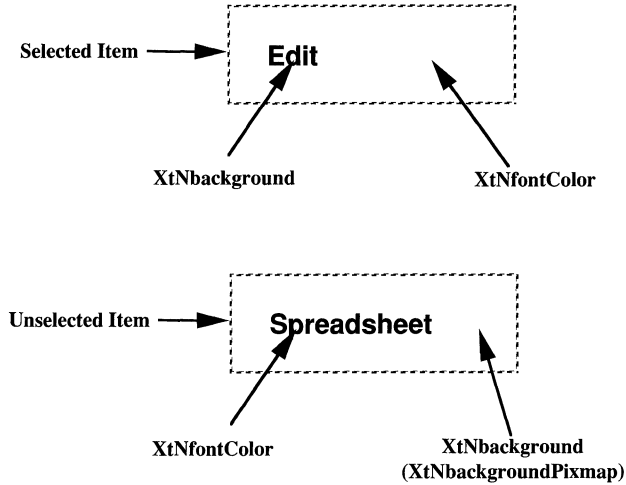 Selected Item
Edit
XtNbackground
XtNfontColor
Unselected Item
Spreadsheet
XtNfontColor
XtNbackground
(XtNbackgroundPixmap)